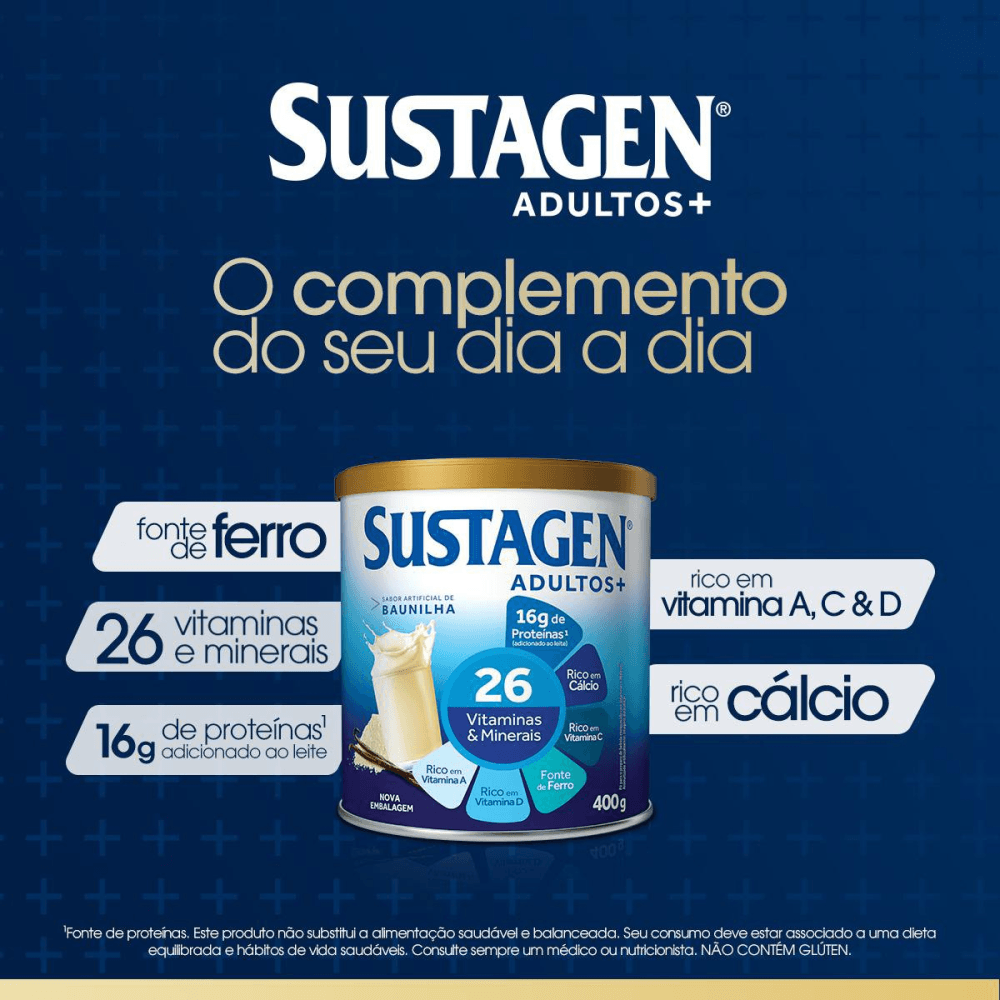 SUSTAGEN®
ADULTOS+
O complemento
do seu dia a dia
fonte de ferro
26 vitaminas e minerais
16g de proteínas¹ adicionado ao leite
rico em
vitamina A, C & D
rico em cálcio
SUSTAGEN®
ADULTOS+
SABOR ARTIFICIAL DE
BAUNILHA
16g de
Proteínas¹
(adicionado ao leite)
Rico em
Cálcio
26
Vitaminas
& Minerais
Rico em
Vitamina C
Fonte
de Ferro
Rico em
Vitamina D
Rico em
Vitamina A
NOVA
EMBALAGEM
400g
¹Fonte de proteínas. Este produto não substitui a alimentação saudável e balanceada. Seu consumo deve estar associado a uma dieta
equilibrada e hábitos de vida saudáveis. Consulte sempre um médico ou nutricionista. NÃO CONTÉM GLÚTEN.